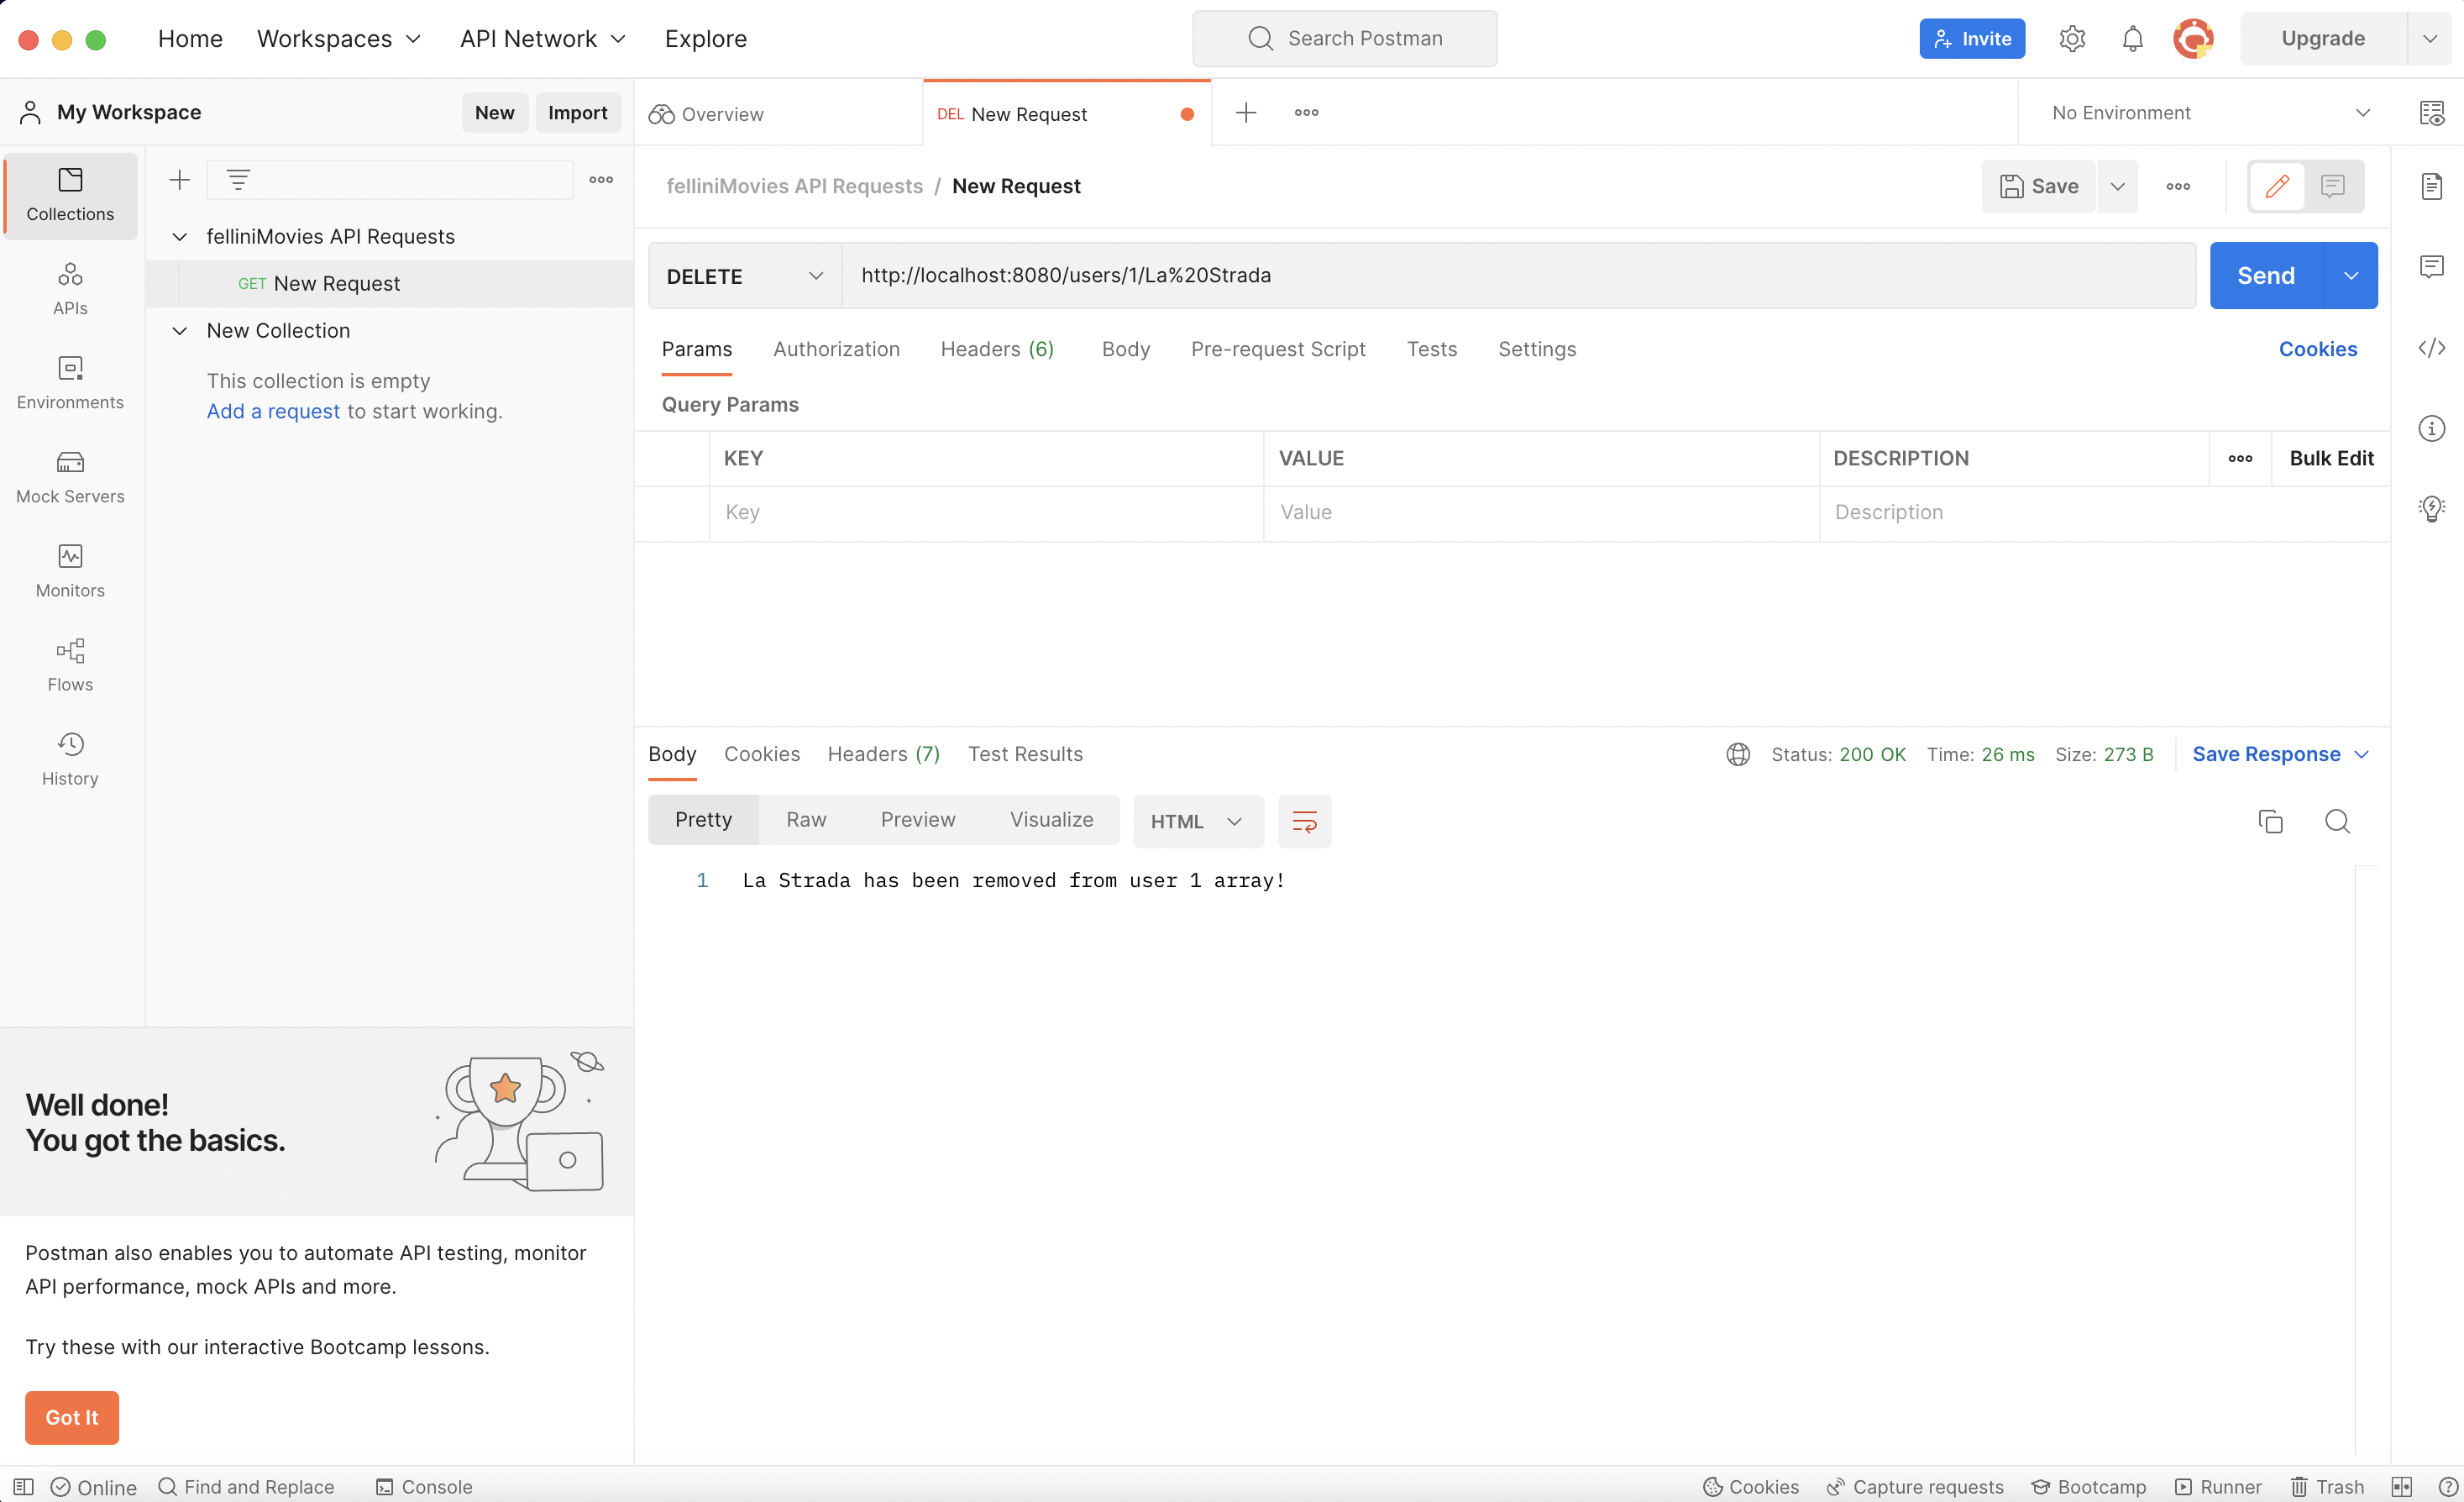 Home Workspaces API Network Explore Search Postman Invite Upgrade
My Workspace New Import Overview DEL New Request No Environment
Collections
APIs
Environments
Mock Servers
Monitors
Flows
History
felliniMovies API Requests
GET New Request
New Collection
This collection is empty
Add a request to start working.
felliniMovies API Requests / New Request Save
DELETE http://localhost:8080/users/1/La%20Strada Send
Params Authorization Headers (6) Body Pre-request Script Tests Settings Cookies
Query Params
KEY VALUE DESCRIPTION Bulk Edit
Key Value Description
Body Cookies Headers (7) Test Results Status: 200 OK Time: 26 ms Size: 273 B Save Response
Pretty Raw Preview Visualize HTML
1 La Strada has been removed from user 1 array!
Well done!
You got the basics.
Postman also enables you to automate API testing, monitor
API performance, mock APIs and more.
Try these with our interactive Bootcamp lessons.
Got It
Online Find and Replace Console Cookies Capture requests Bootcamp Runner Trash